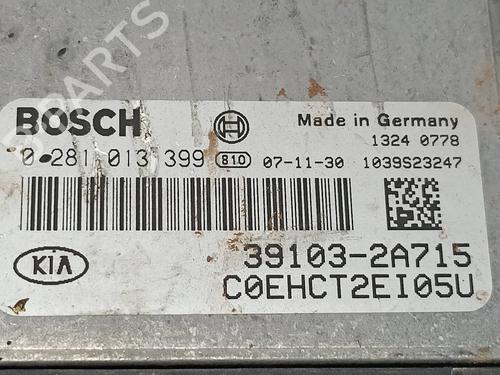 B-PARTS
BOSCH
Made in Germany
1324 0778
0 281 013 399 810 07-11-30 1039S23247
39103-2A715
KIA
C0EHCT2EI05U